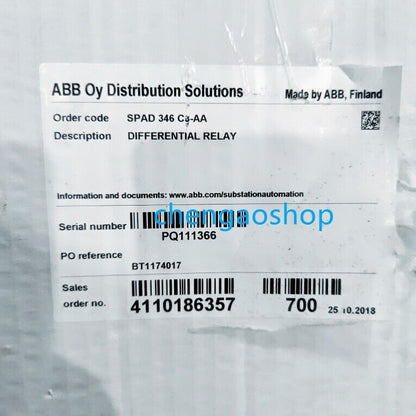 ABB Oy Distribution Solutions
Made by ABB, Finland
Order code SPAD 346 C3-AA
Description DIFFERENTIAL RELAY
Information and documents: www.abb.com/substationautomation
chengaoshop
Serial number
PQ111366
PO reference
BT1174017
Sales
order no. 4110186357 700 25.10.2018